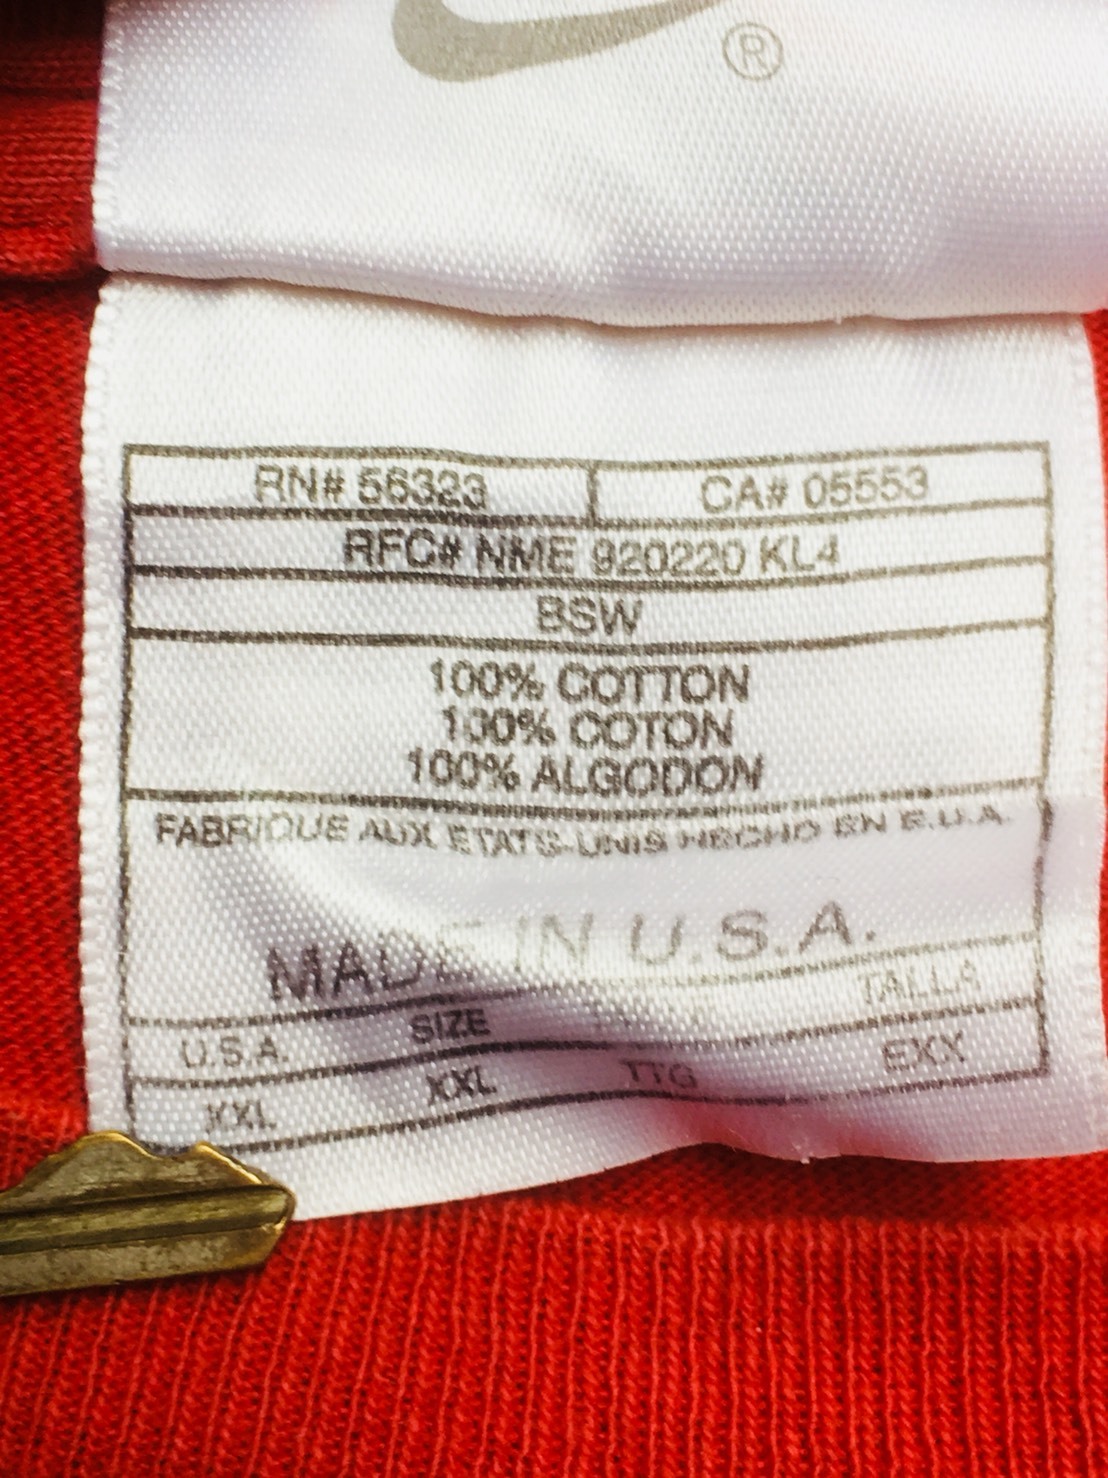 ®
RN# 56323 CA# 05553
RFC# NME 920220 KL4
BSW
100% COTTON
100% COTON
100% ALGODON
FABRIQUE AUX ETATS-UNIS HECHO EN E.U.A.
MADE IN U.S.A.
U.S.A. SIZE TALLA
XXL XXL TTG EXX